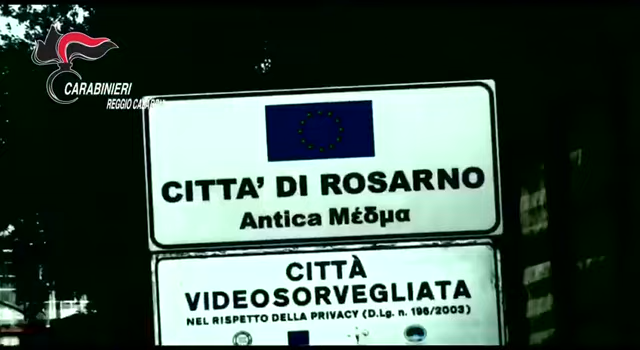 CARABINIERI
REGGIO CALABRIA
CITTA' DI ROSARNO
Antica Μέδμα
CITTÀ
VIDEOSORVEGLIATA
NEL RISPETTO DELLA PRIVACY (D.Lg. n. 196/2003)